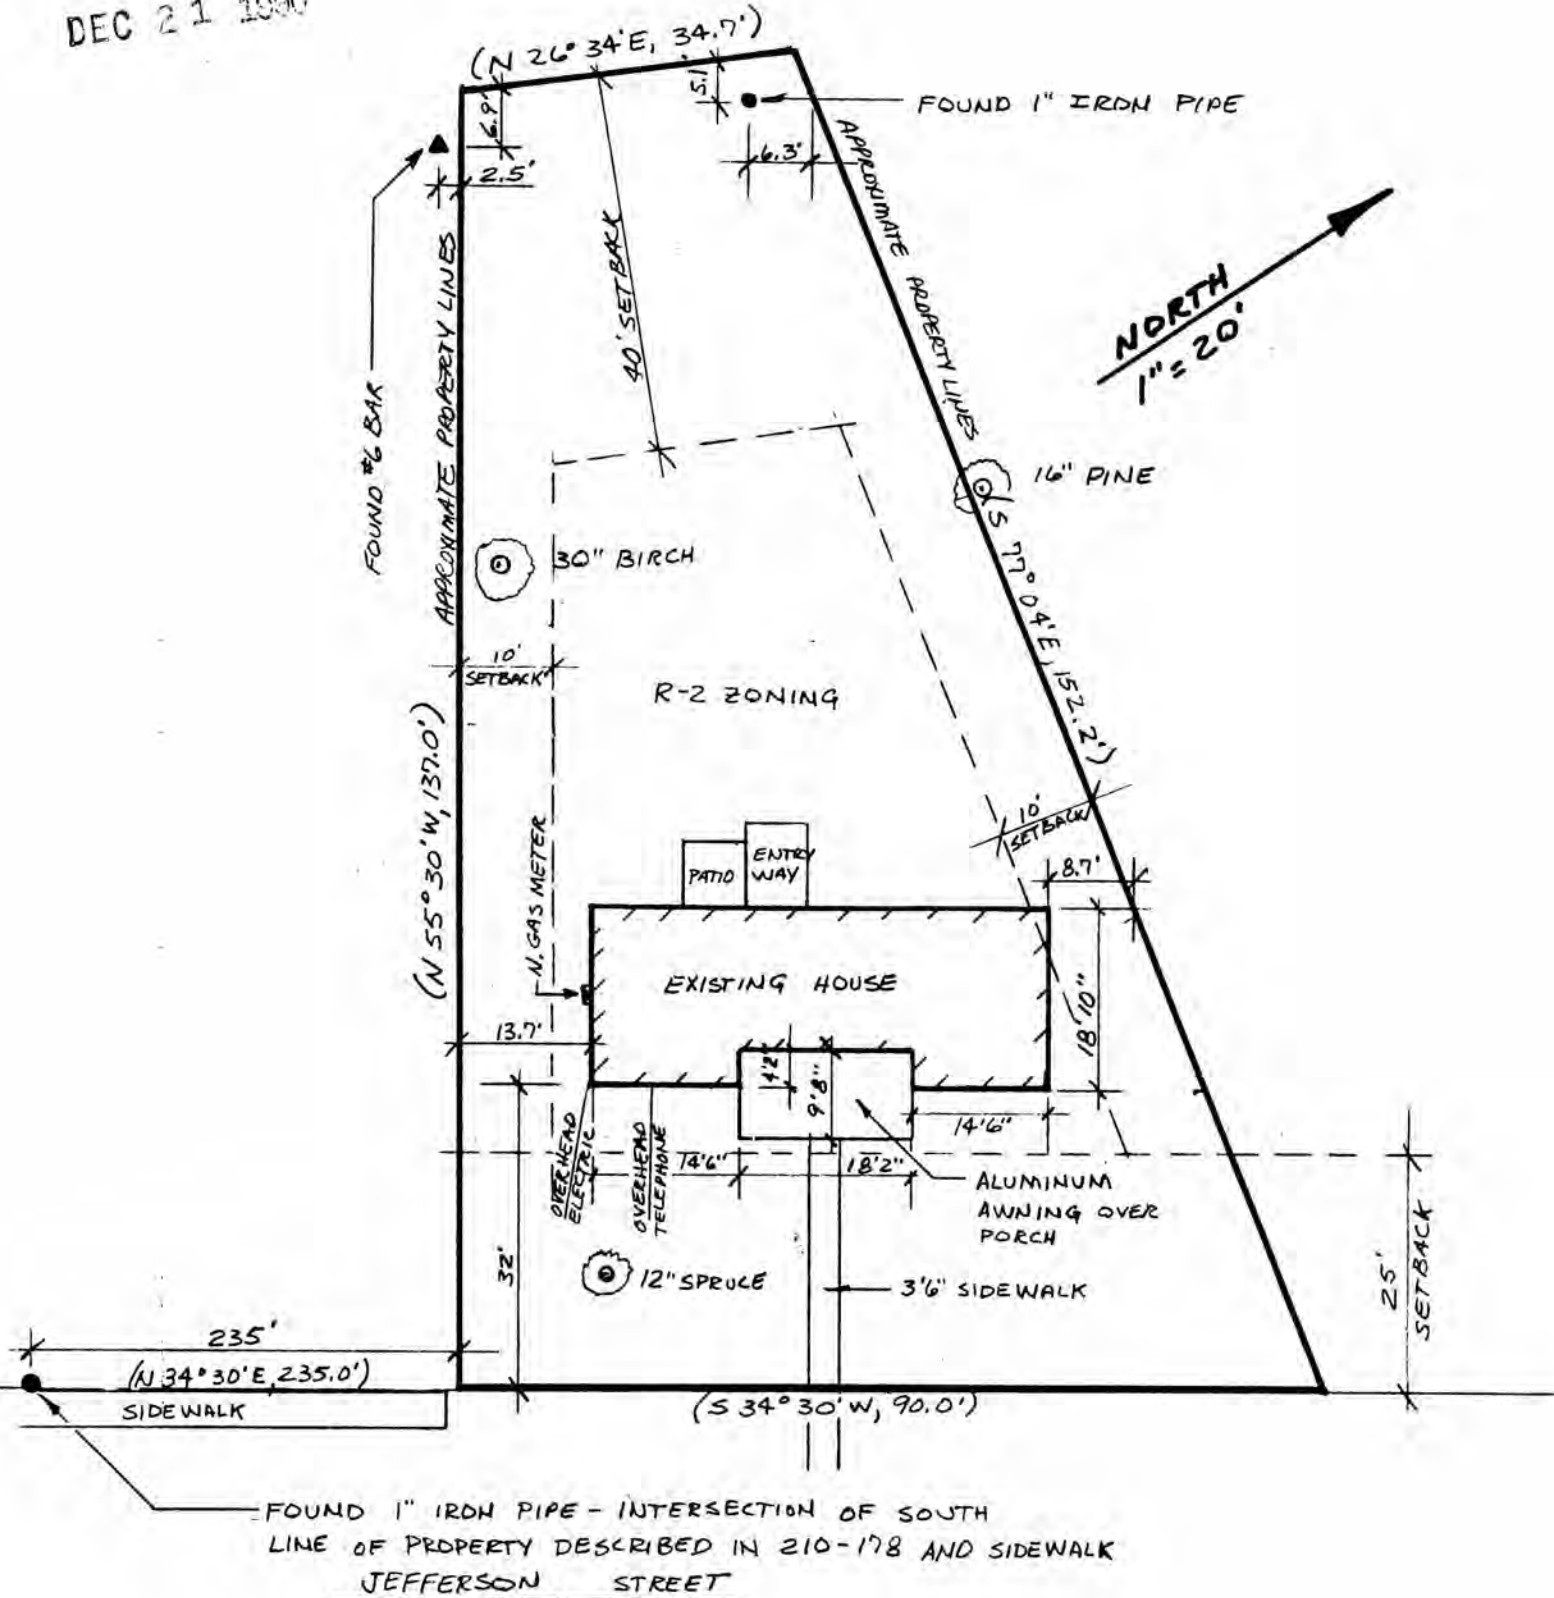 DEC 21
(N 26° 34' E, 34.7')
6.9'
5.1'
FOUND 1" IRON PIPE
2.5'
6.3'
APPROXIMATE PROPERTY LINES
40' SETBACK
NORTH
1" = 20'
FOUND #6 BAR
APPROXIMATE PROPERTY LINES
16" PINE
30" BIRCH
(S 77° 04' E, 152.2')
10'
SETBACK
R-2 ZONING
(N 55° 30' W, 137.0')
10'
SETBACK
N. GAS METER
PATIO
ENTRY
WAY
8.7'
EXISTING HOUSE
18'10"
13.7'
4'2"
9'8"
14'6"
OVERHEAD
ELECTRIC
OVERHEAD
TELEPHONE
14'6"
18'2"
ALUMINUM
AWNING OVER
PORCH
32'
12" SPRUCE
3'6" SIDEWALK
25'
SETBACK
235'
(N 34° 30' E, 235.0')
SIDEWALK
(S 34° 30' W, 90.0')
FOUND 1" IRON PIPE - INTERSECTION OF SOUTH
LINE OF PROPERTY DESCRIBED IN 210-178 AND SIDEWALK
JEFFERSON STREET